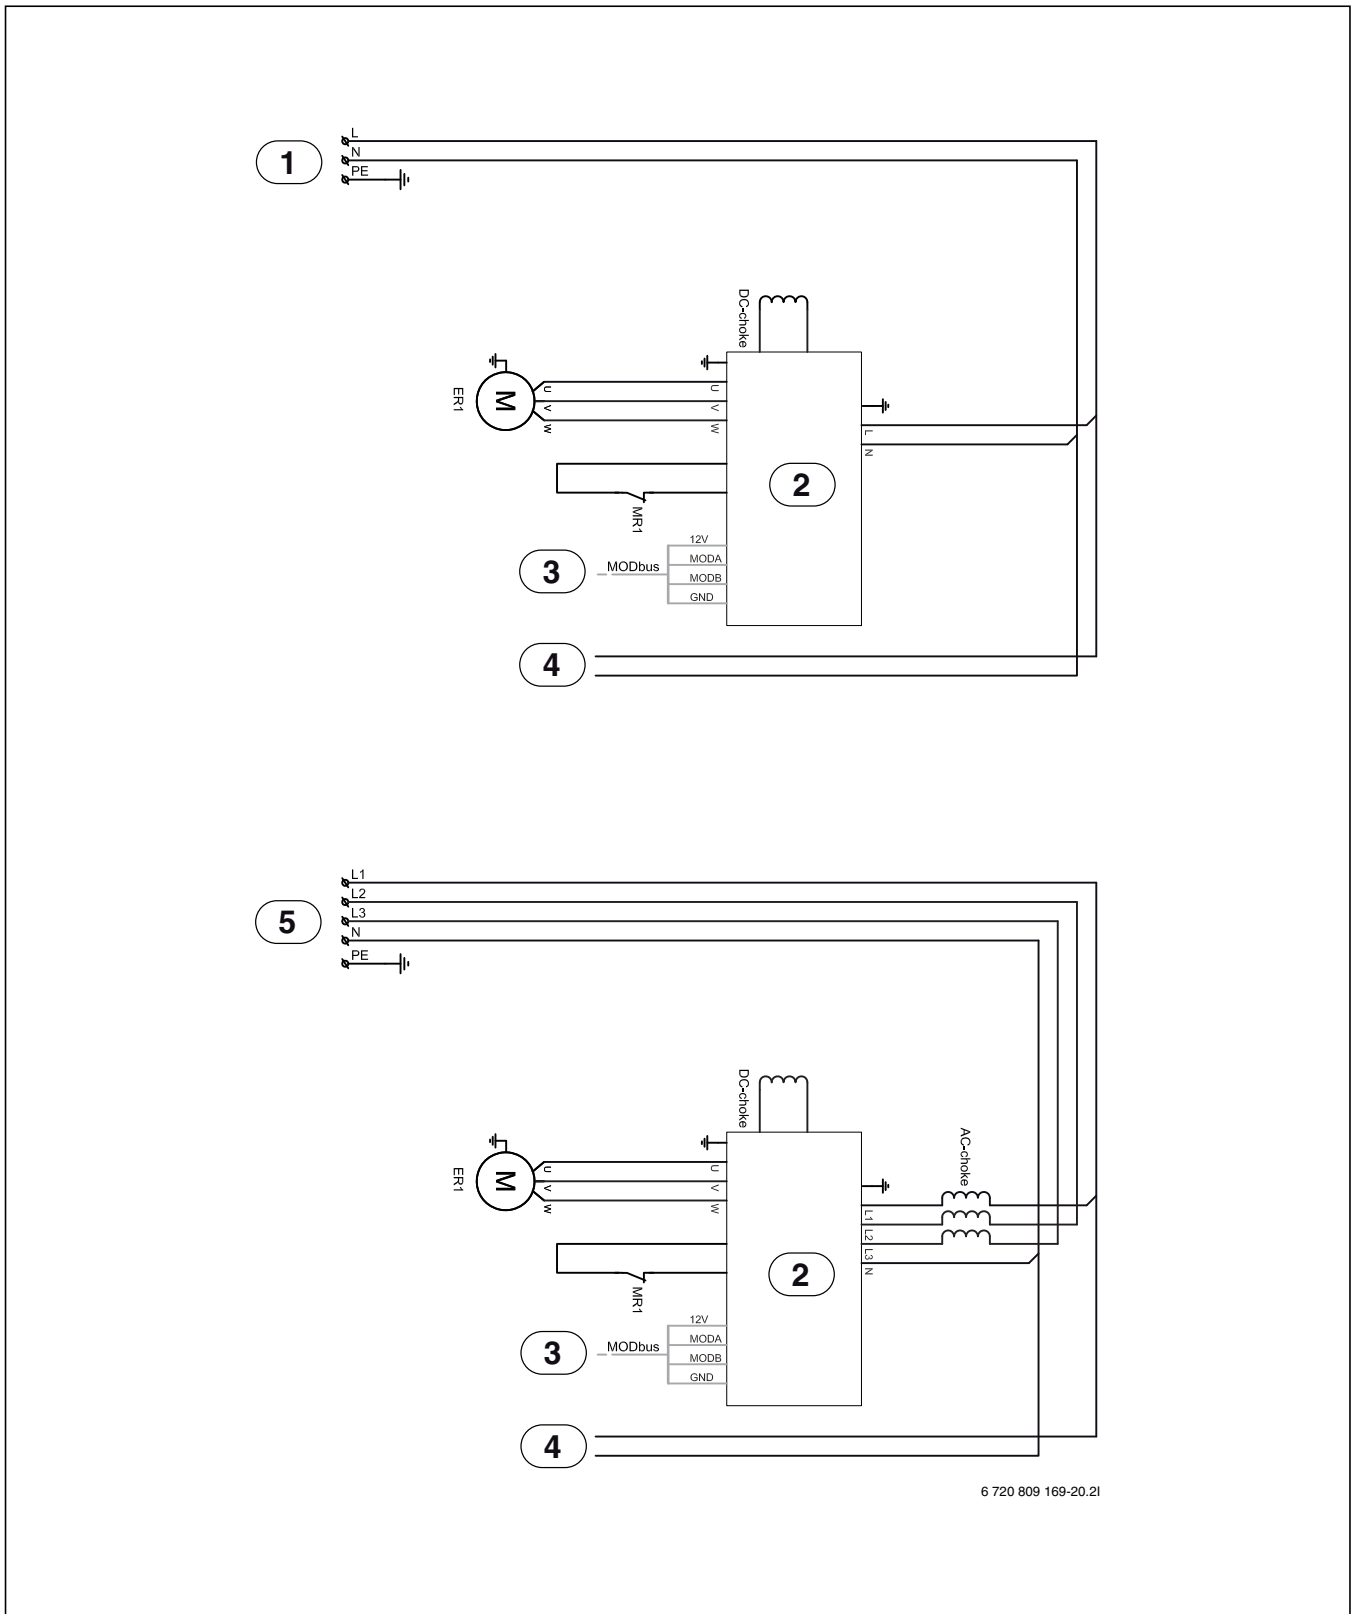 L
1
N
PE
DC-choke
ER1
M
U
V
W
U
V
W
L
N
2
MR1
12V
3
MODbus
MODA
MODB
GND
4
L1
L2
5
L3
N
PE
DC-choke
AC-choke
ER1
M
U
V
W
U
V
W
L1
L2
L3
N
2
MR1
12V
3
MODbus
MODA
MODB
GND
4
6 720 809 169-20.2I